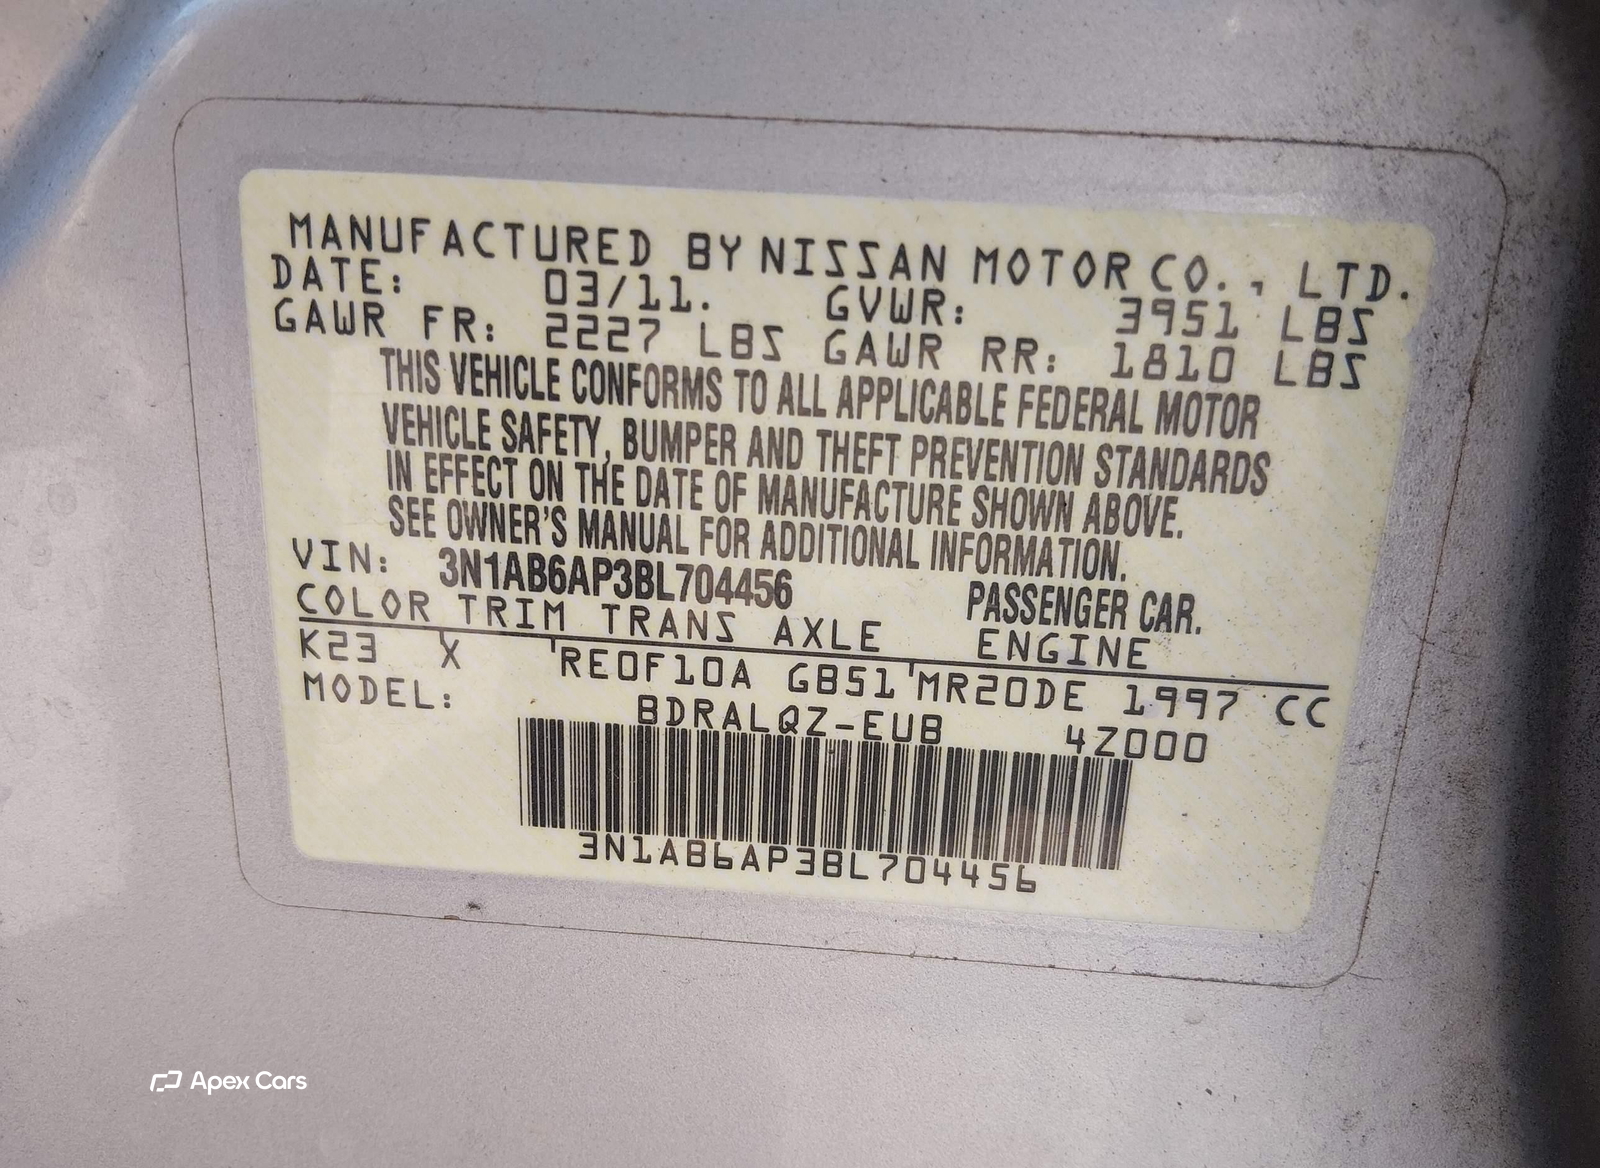 MANUFACTURED BY NISSAN MOTOR CO., LTD.
DATE: 03/11. GVWR: 3951 LBS
GAWR FR: 2227 LBS GAWR RR: 1810 LBS
THIS VEHICLE CONFORMS TO ALL APPLICABLE FEDERAL MOTOR
VEHICLE SAFETY, BUMPER AND THEFT PREVENTION STANDARDS
IN EFFECT ON THE DATE OF MANUFACTURE SHOWN ABOVE.
SEE OWNER'S MANUAL FOR ADDITIONAL INFORMATION.
VIN: 3N1AB6AP3BL704456 PASSENGER CAR.
COLOR TRIM TRANS AXLE ENGINE
K23 X RE0F10A GB51 MR20DE 1997 CC
MODEL: BDRALQZ-EUB 4Z000
3N1AB6AP3BL704456
Apex Cars